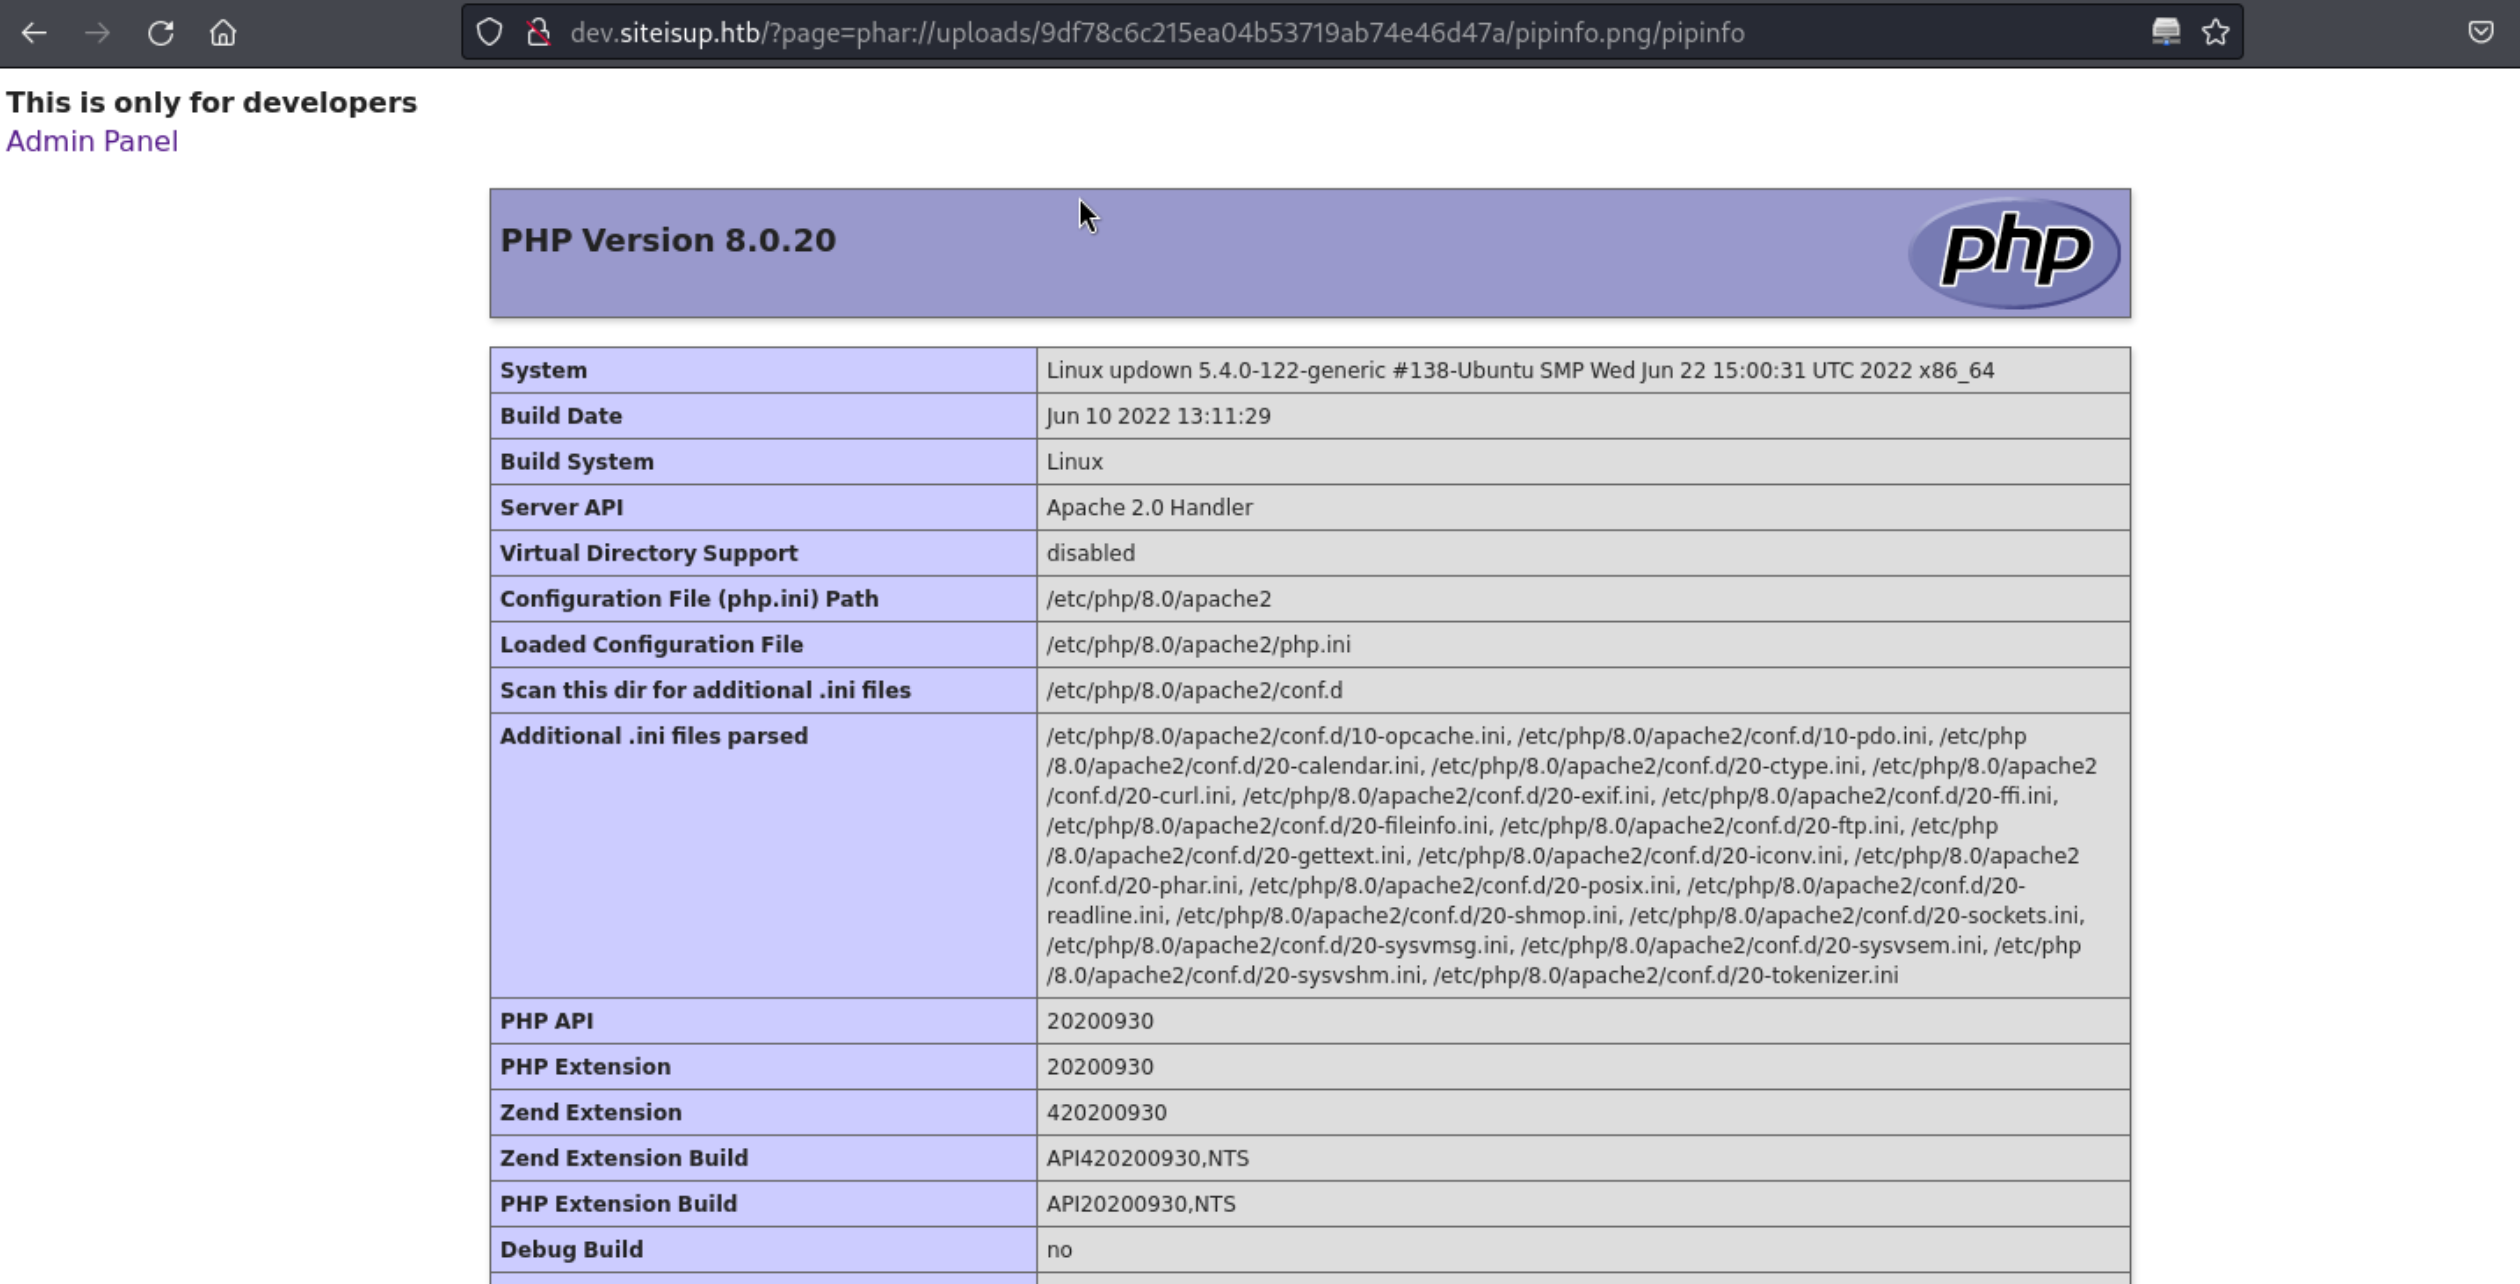 dev.siteisup.htb/?page=phar://uploads/9df78c6c215ea04b53719ab74e46d47a/pipinfo.png/pipinfo
This is only for developers
Admin Panel
PHP Version 8.0.20
php
System Linux updown 5.4.0-122-generic #138-Ubuntu SMP Wed Jun 22 15:00:31 UTC 2022 x86_64
Build Date Jun 10 2022 13:11:29
Build System Linux
Server API Apache 2.0 Handler
Virtual Directory Support disabled
Configuration File (php.ini) Path /etc/php/8.0/apache2
Loaded Configuration File /etc/php/8.0/apache2/php.ini
Scan this dir for additional .ini files /etc/php/8.0/apache2/conf.d
Additional .ini files parsed /etc/php/8.0/apache2/conf.d/10-opcache.ini, /etc/php/8.0/apache2/conf.d/10-pdo.ini, /etc/php
/8.0/apache2/conf.d/20-calendar.ini, /etc/php/8.0/apache2/conf.d/20-ctype.ini, /etc/php/8.0/apache2
/conf.d/20-curl.ini, /etc/php/8.0/apache2/conf.d/20-exif.ini, /etc/php/8.0/apache2/conf.d/20-ffi.ini,
/etc/php/8.0/apache2/conf.d/20-fileinfo.ini, /etc/php/8.0/apache2/conf.d/20-ftp.ini, /etc/php
/8.0/apache2/conf.d/20-gettext.ini, /etc/php/8.0/apache2/conf.d/20-iconv.ini, /etc/php/8.0/apache2
/conf.d/20-phar.ini, /etc/php/8.0/apache2/conf.d/20-posix.ini, /etc/php/8.0/apache2/conf.d/20-
readline.ini, /etc/php/8.0/apache2/conf.d/20-shmop.ini, /etc/php/8.0/apache2/conf.d/20-sockets.ini,
/etc/php/8.0/apache2/conf.d/20-sysvmsg.ini, /etc/php/8.0/apache2/conf.d/20-sysvsem.ini, /etc/php
/8.0/apache2/conf.d/20-sysvshm.ini, /etc/php/8.0/apache2/conf.d/20-tokenizer.ini
PHP API 20200930
PHP Extension 20200930
Zend Extension 420200930
Zend Extension Build API420200930,NTS
PHP Extension Build API20200930,NTS
Debug Build no